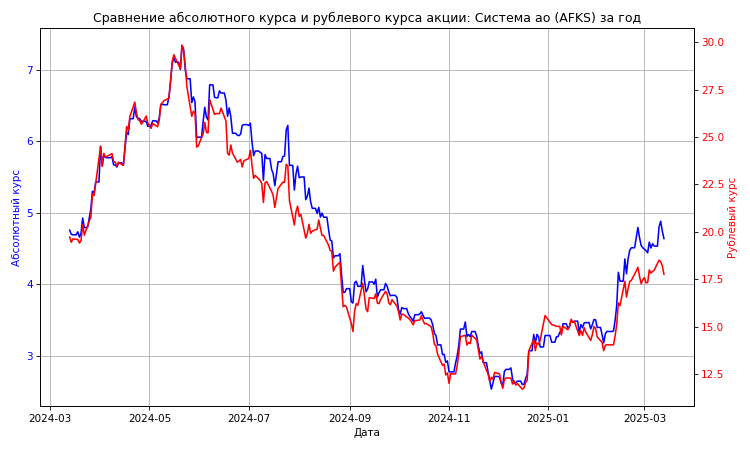 Сравнение абсолютного курса и рублевого курса акции: Система ао (AFKS) за год
Абсолютный курс
7
6
5
4
3
30.0
27.5
25.0
22.5
20.0
17.5
15.0
12.5
Рублевый курс
2024-03 2024-05 2024-07 2024-09 2024-11 2025-01 2025-03
Дата